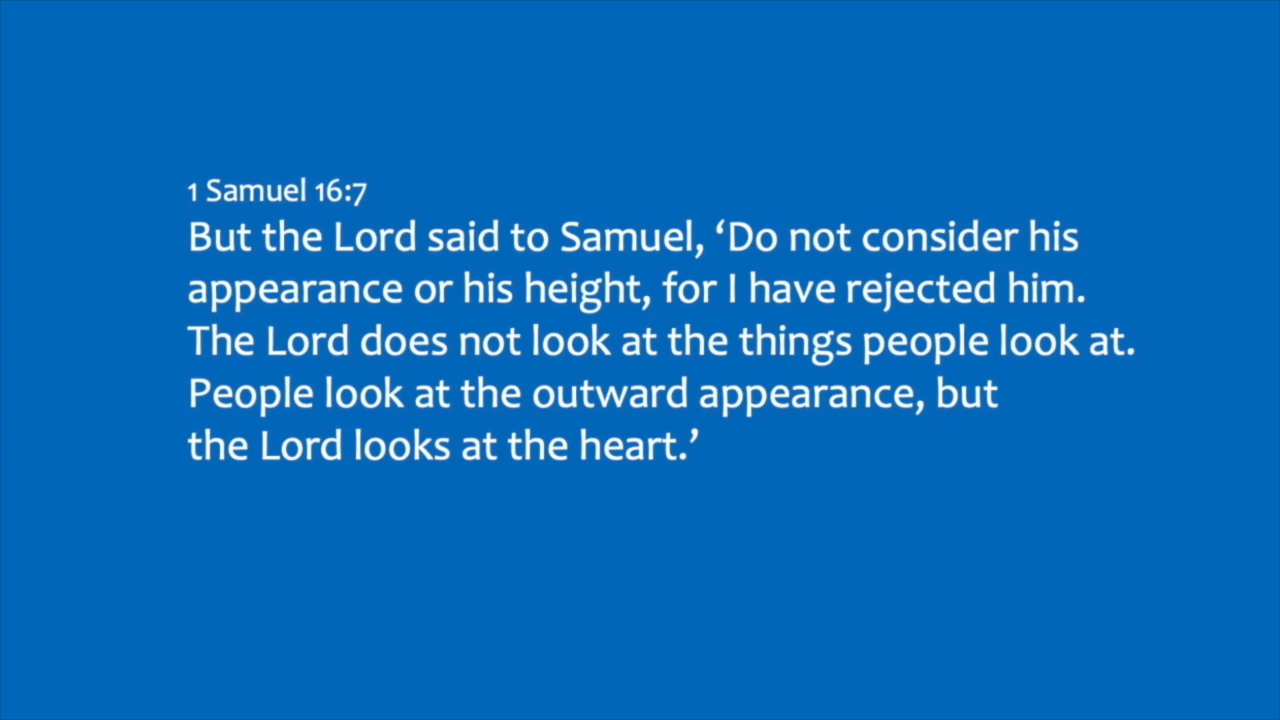 1 Samuel 16:7
But the Lord said to Samuel, ‘Do not consider his
appearance or his height, for I have rejected him.
The Lord does not look at the things people look at.
People look at the outward appearance, but
the Lord looks at the heart.’